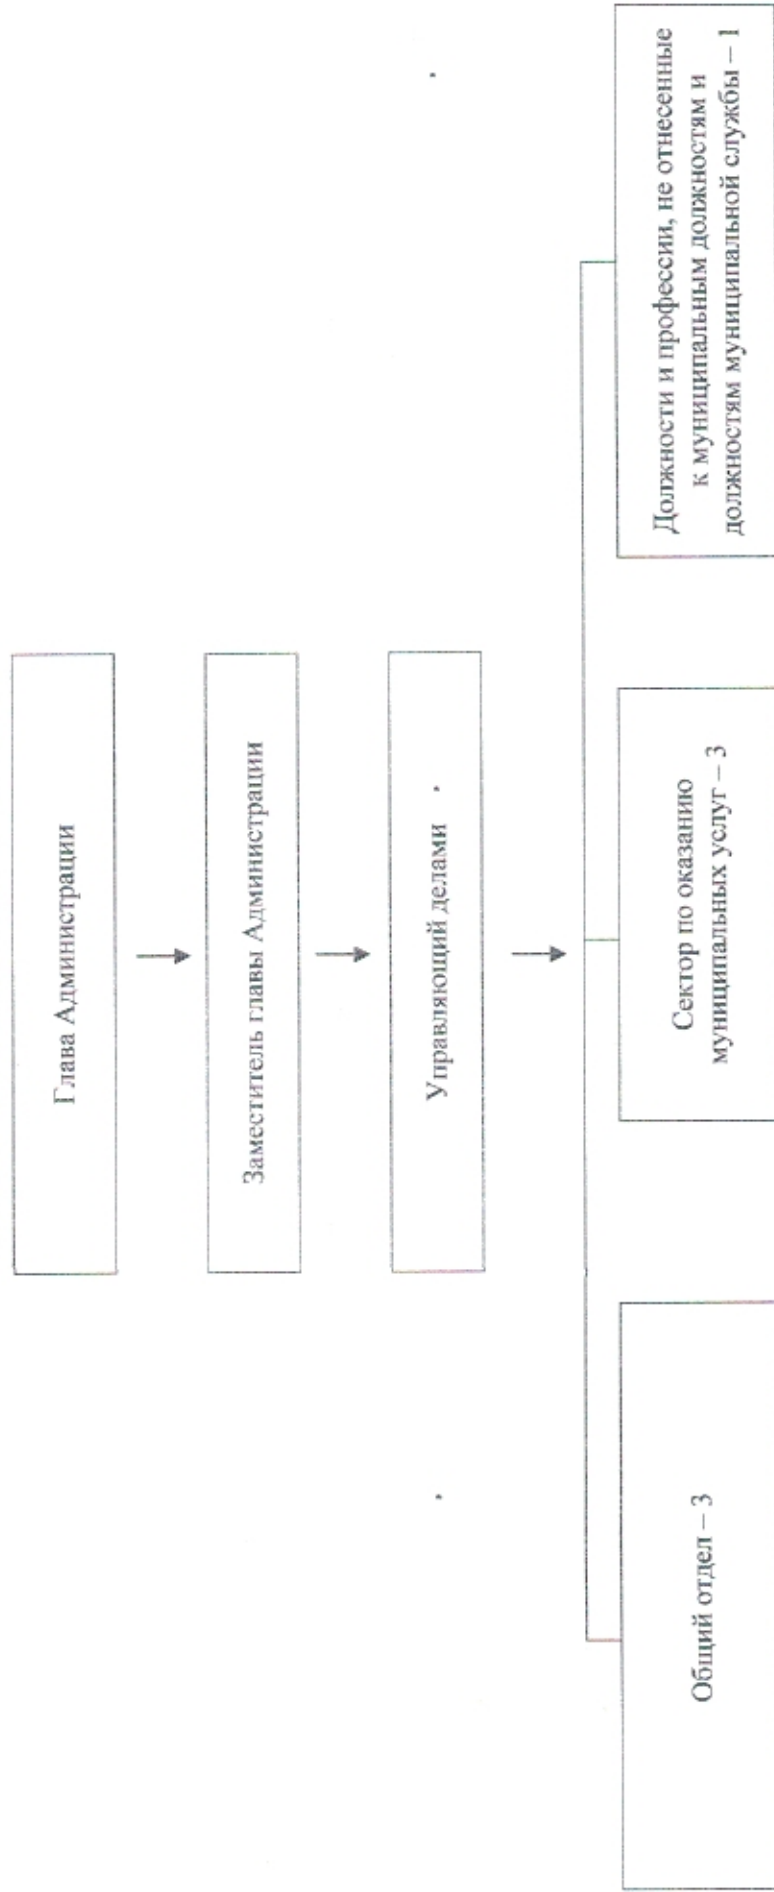 Глава Администрации
Заместитель главы Администрации
Управляющий делами
Общий отдел – 3
Сектор по оказанию
муниципальных услуг – 3
Должности и профессии, не отнесенные
к муниципальным должностям и
должностям муниципальной службы – 1